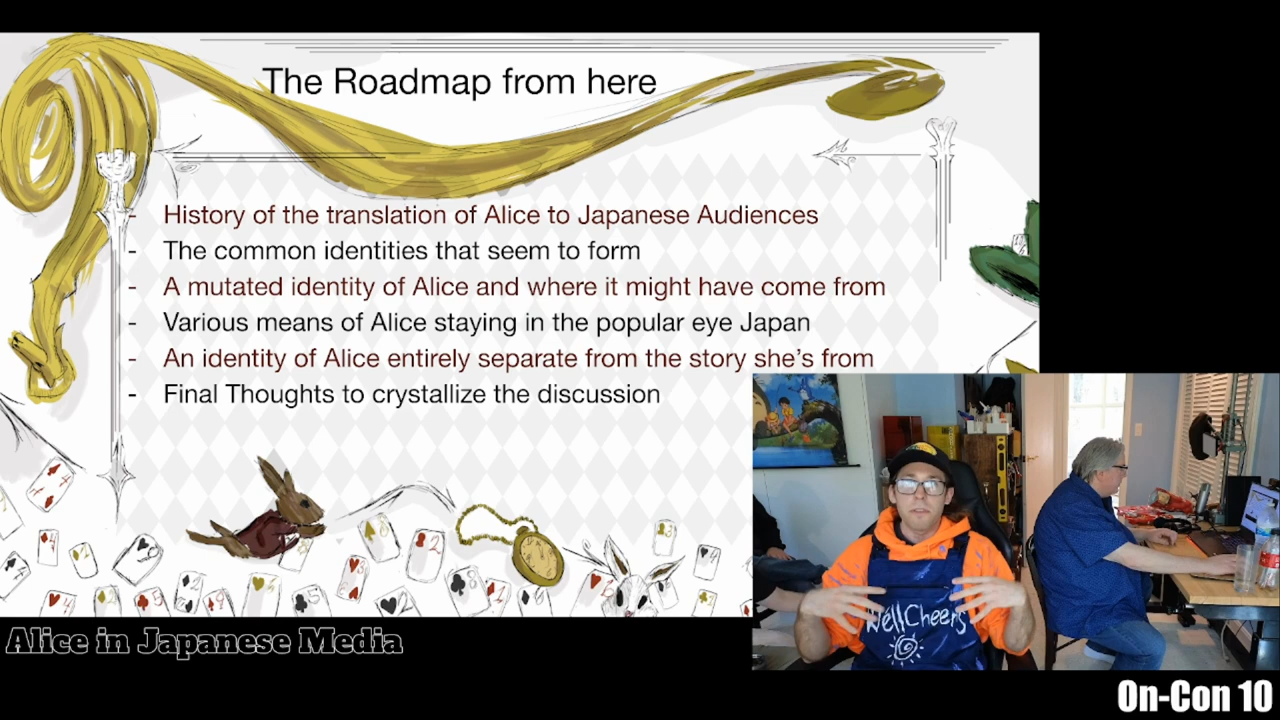 The Roadmap from here
- History of the translation of Alice to Japanese Audiences
- The common identities that seem to form
- A mutated identity of Alice and where it might have come from
- Various means of Alice staying in the popular eye Japan
- An identity of Alice entirely separate from the story she's from
- Final Thoughts to crystallize the discussion
WellCheers
Alice in Japanese Media
On-Con 10